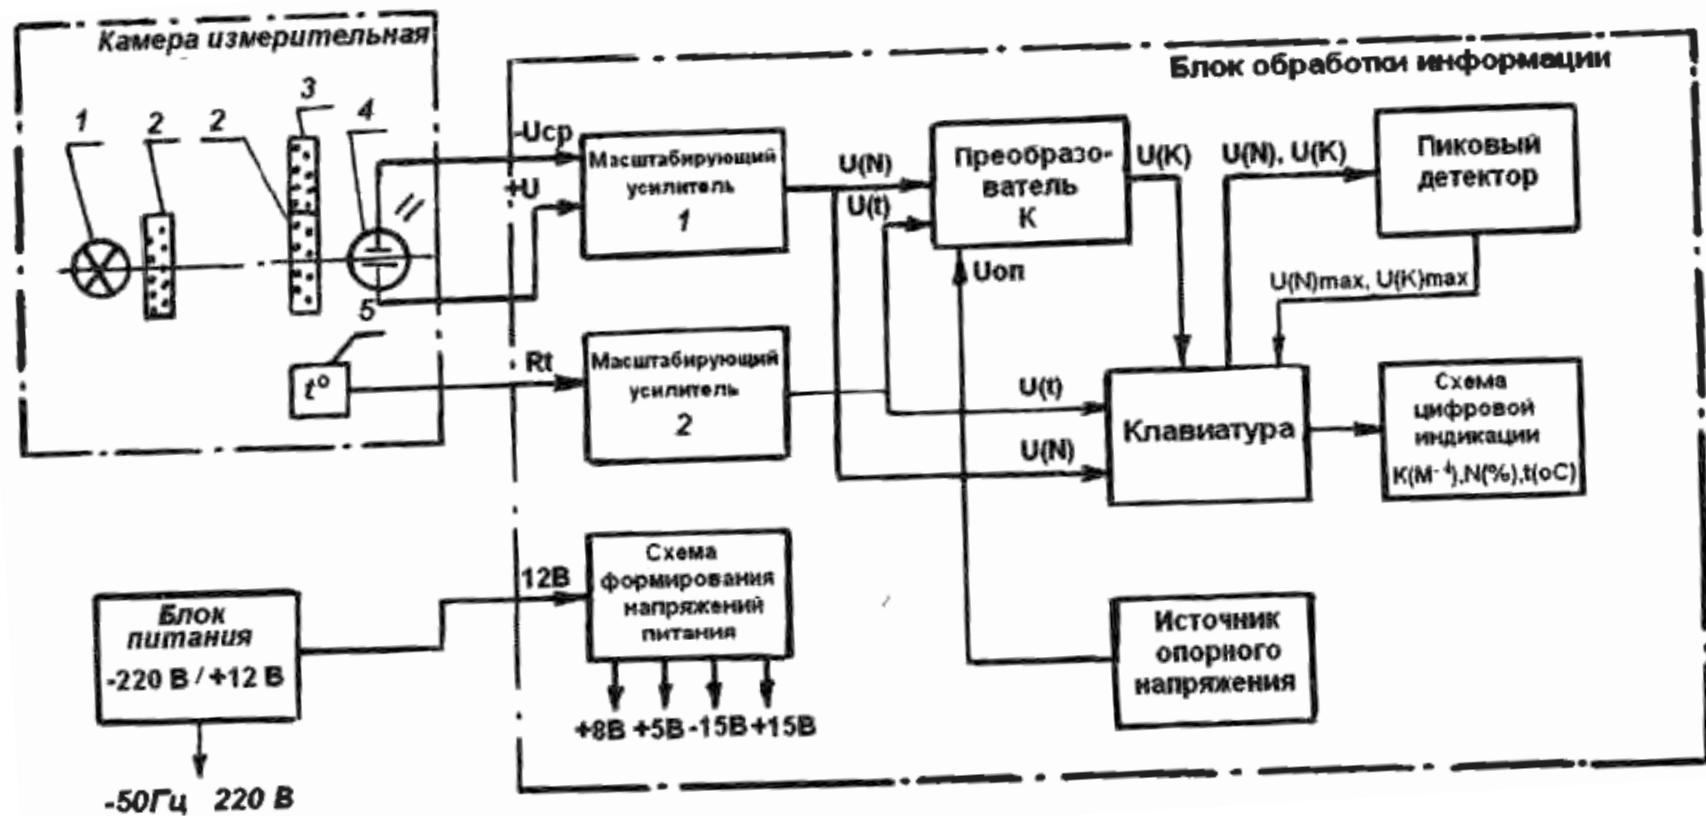 Камера измерительная
Блок обработки информации
1
2
2
3
4
5
t°
-Uср
+U
Rt
Масштабирующий
усилитель
1
Масштабирующий
усилитель
2
U(N)
U(t)
Преобразо-
ватель
К
Uоп
U(K)
U(N), U(K)
Пиковый
детектор
U(N)max, U(K)max
U(t)
U(N)
Клавиатура
Схема
цифровой
индикации
K(M⁻¹),N(%),t(oC)
12В
Схема
формирования
напряжений
питания
+8В +5В -15В +15В
Источник
опорного
напряжения
Блок
питания
-220 В / +12 В
-50Гц 220 В